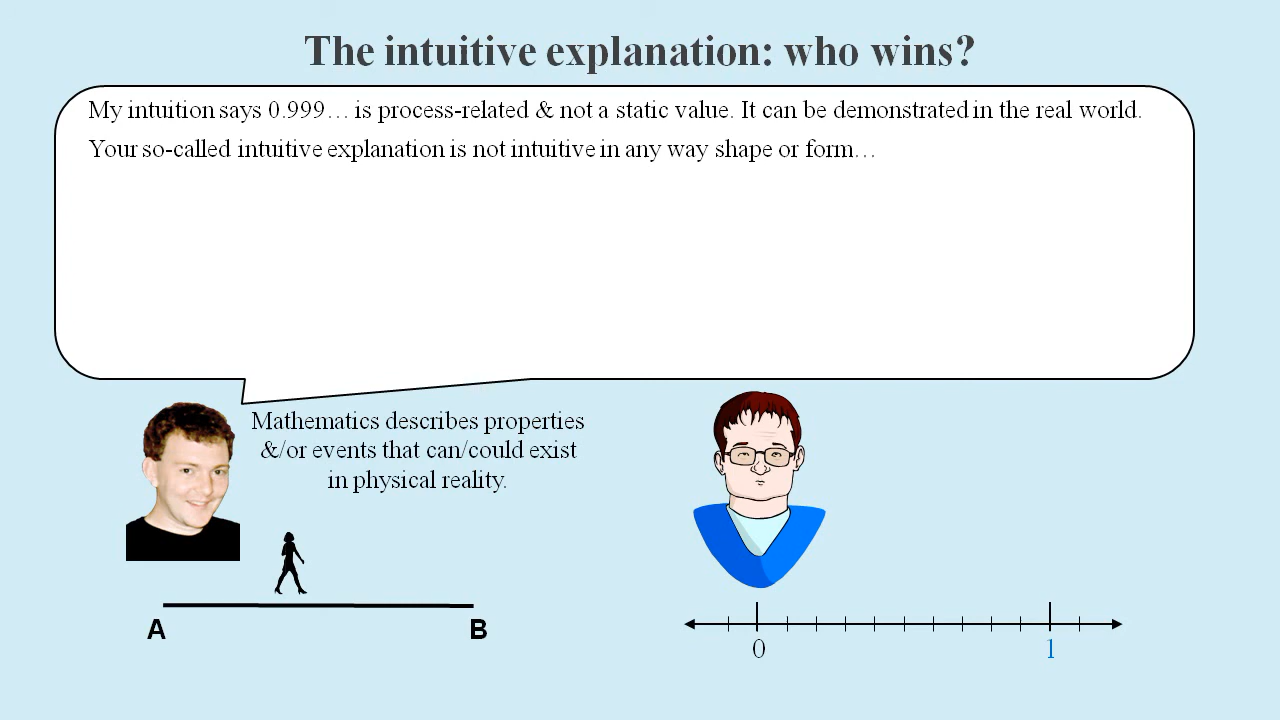 The intuitive explanation: who wins?
My intuition says 0.999… is process-related & not a static value. It can be demonstrated in the real world.
Your so-called intuitive explanation is not intuitive in any way shape or form…
Mathematics describes properties
&/or events that can/could exist
in physical reality.
A B
0 1